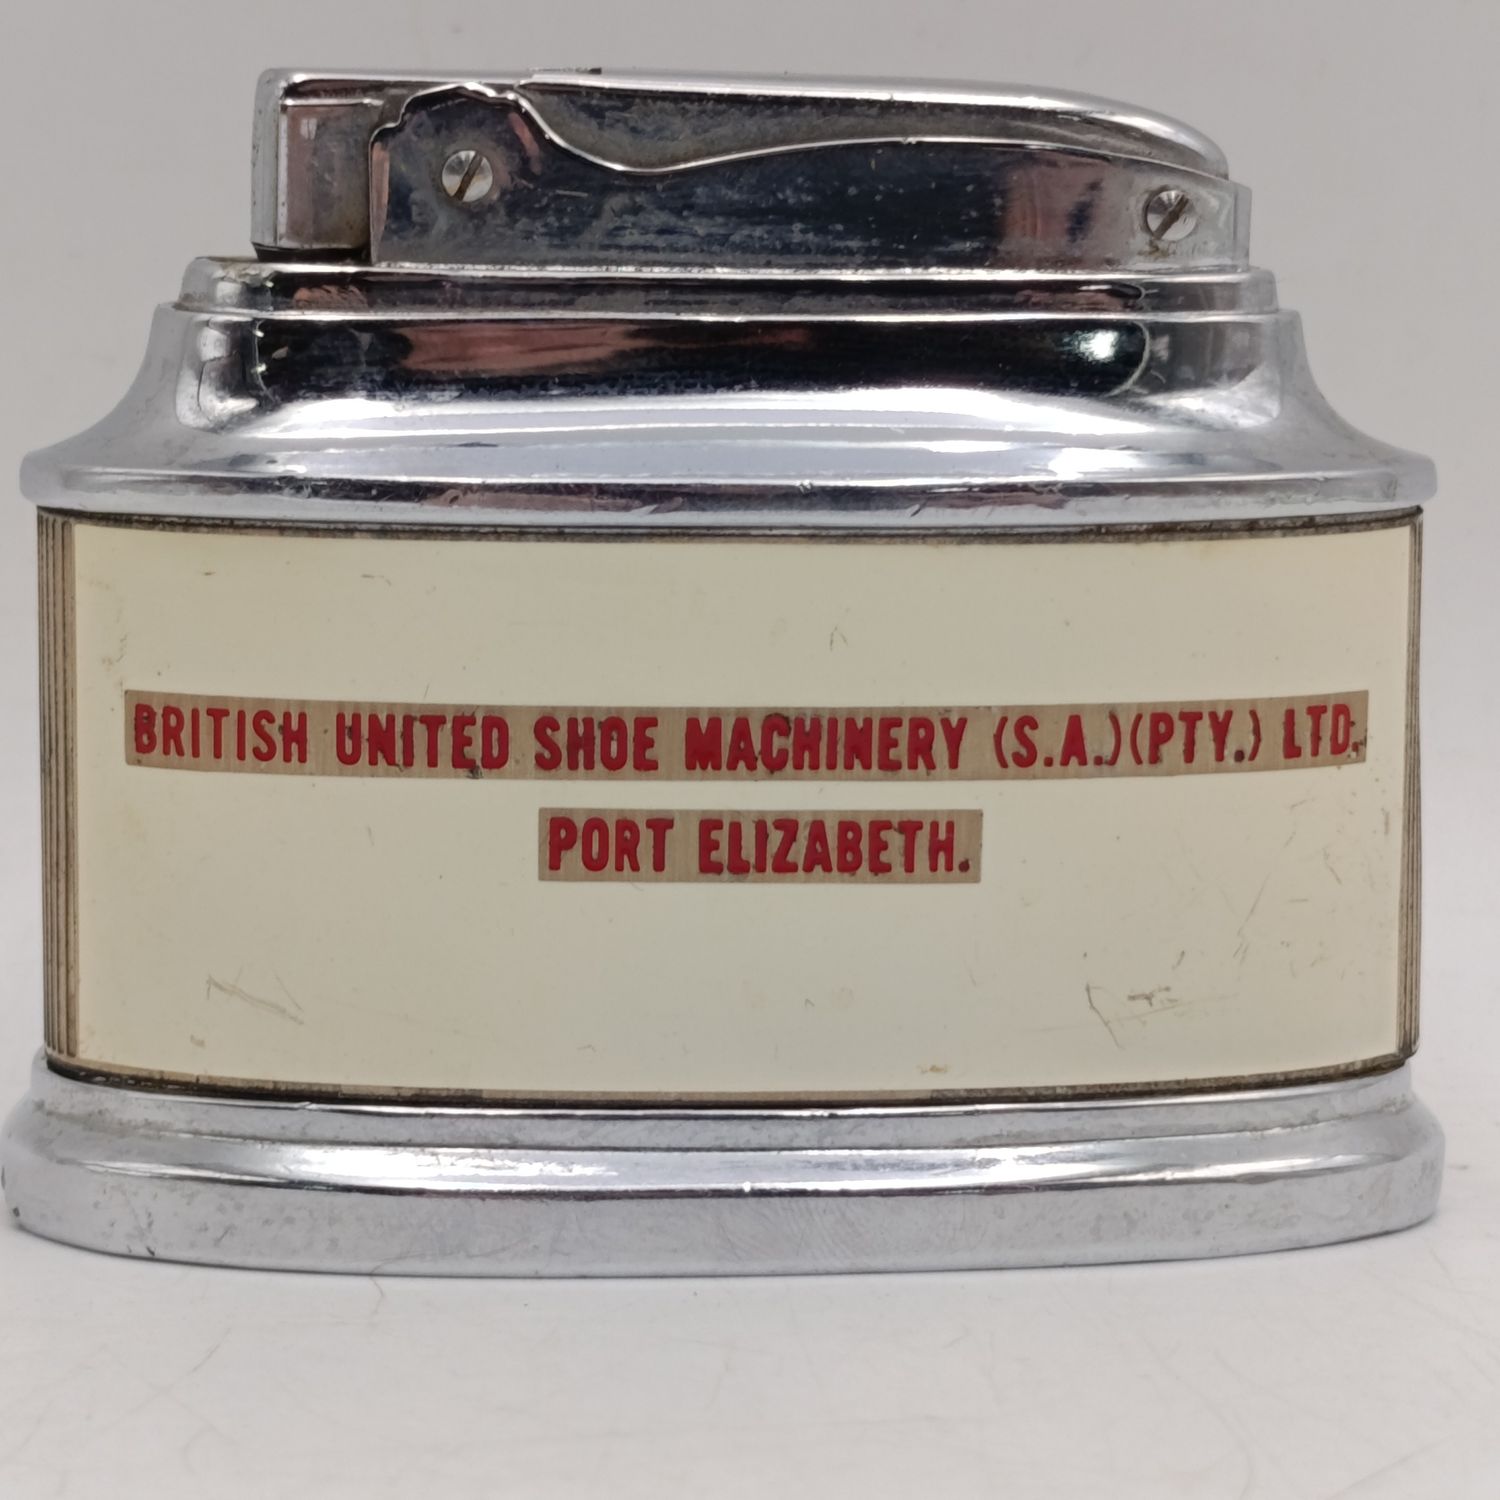 BRITISH UNITED SHOE MACHINERY (S.A.)(PTY.) LTD.,
PORT ELIZABETH.